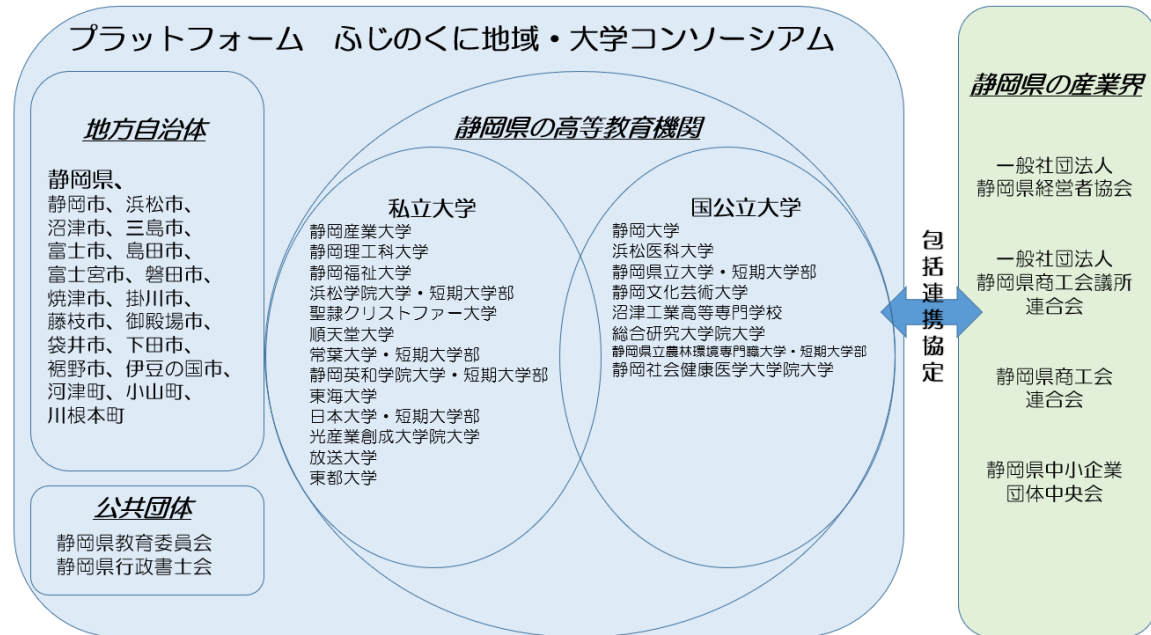 プラットフォーム　ふじのくに地域・大学コンソーシアム
地方自治体
静岡県、
静岡市、浜松市、
沼津市、三島市、
富士市、島田市、
富士宮市、磐田市、
焼津市、掛川市、
藤枝市、御殿場市、
袋井市、下田市、
裾野市、伊豆の国市、
河津町、小山町、
川根本町
公共団体
静岡県教育委員会
静岡県行政書士会
静岡県の高等教育機関
私立大学
静岡産業大学
静岡理工科大学
静岡福祉大学
浜松学院大学・短期大学部
聖隷クリストファー大学
順天堂大学
常葉大学・短期大学部
静岡英和学院大学・短期大学部
東海大学
日本大学・短期大学部
光産業創成大学院大学
放送大学
東都大学
国公立大学
静岡大学
浜松医科大学
静岡県立大学・短期大学部
静岡文化芸術大学
沼津工業高等専門学校
総合研究大学院大学
静岡県立農林環境専門職大学・短期大学部
静岡社会健康医学大学院大学
包括連携協定
静岡県の産業界
一般社団法人
静岡県経営者協会
一般社団法人
静岡県商工会議所
連合会
静岡県商工会
連合会
静岡県中小企業
団体中央会